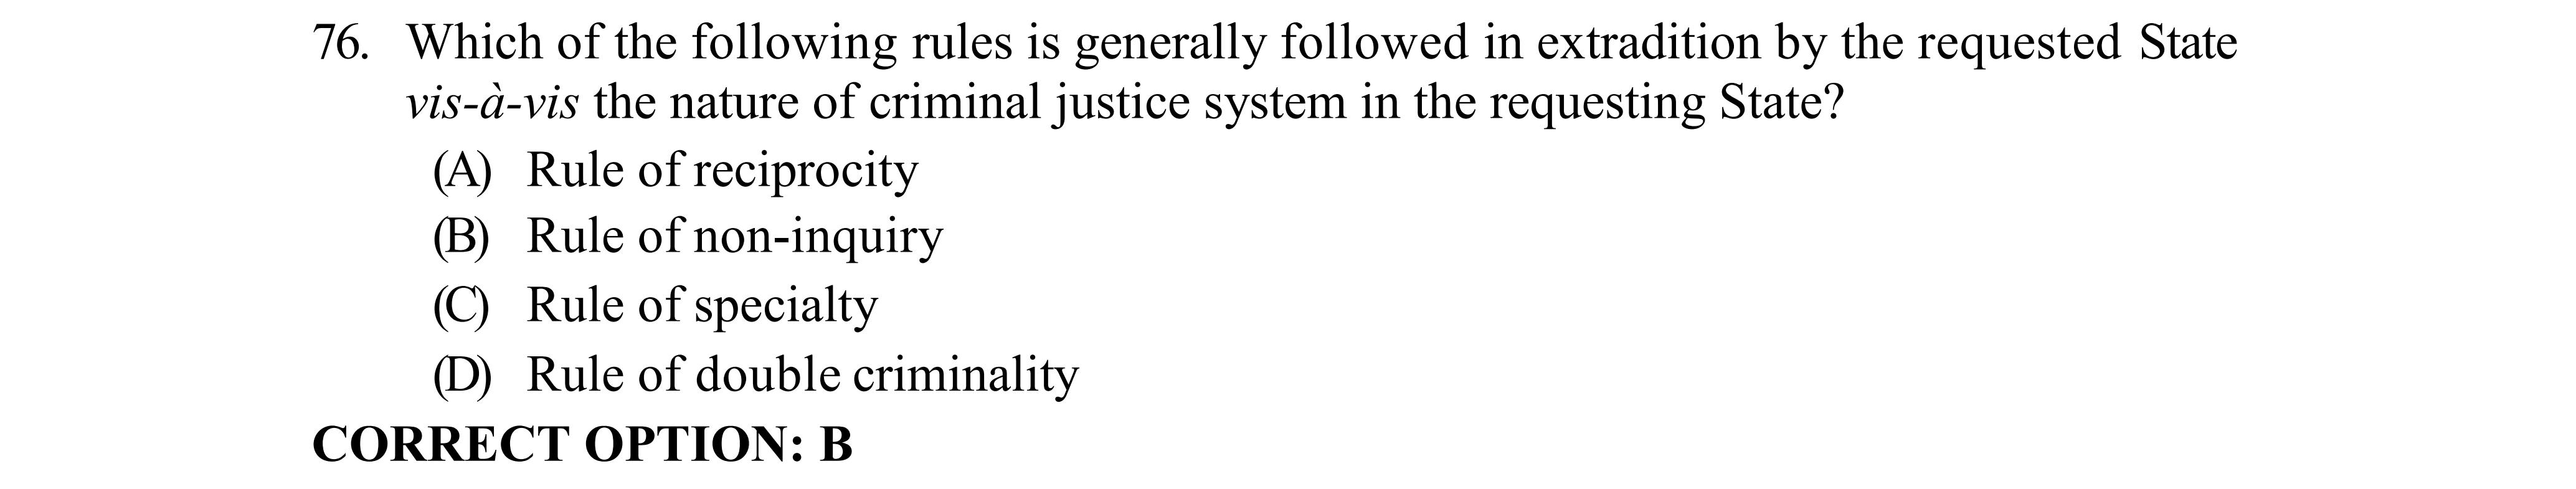 76. Which of the following rules is generally followed in extradition by the requested State
vis-à-vis the nature of criminal justice system in the requesting State?
(A) Rule of reciprocity
(B) Rule of non-inquiry
(C) Rule of specialty
(D) Rule of double criminality
CORRECT OPTION: B